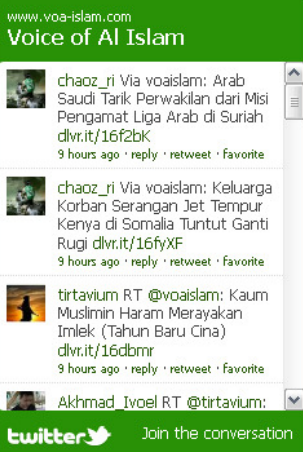 www.voa-islam.com
Voice of Al Islam
chaoz_ri Via voaislam: Arab
Saudi Tarik Perwakilan dari Misi
Pengamat Liga Arab di Suriah
dlvr.it/16f2bK
9 hours ago · reply · retweet · favorite
chaoz_ri Via voaislam: Keluarga
Korban Serangan Jet Tempur
Kenya di Somalia Tuntut Ganti
Rugi dlvr.it/16fyXF
9 hours ago · reply · retweet · favorite
tirtavium RT @voaislam: Kaum
Muslimin Haram Merayakan
Imlek (Tahun Baru Cina)
dlvr.it/16dbmr
9 hours ago · reply · retweet · favorite
Akhmad_Ivoel RT @tirtavium:
twitter
Join the conversation